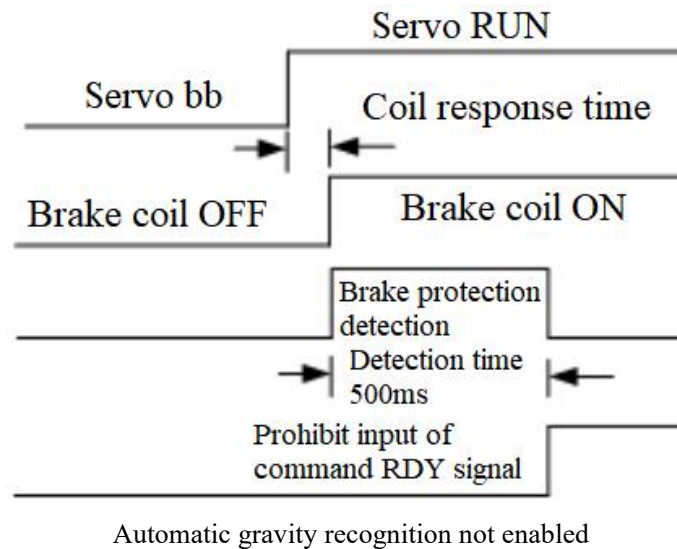 Servo RUN
Servo bb
Coil response time
Brake coil OFF
Brake coil ON
Brake protection
detection
Detection time
500ms
Prohibit input of
command RDY signal
Automatic gravity recognition not enabled